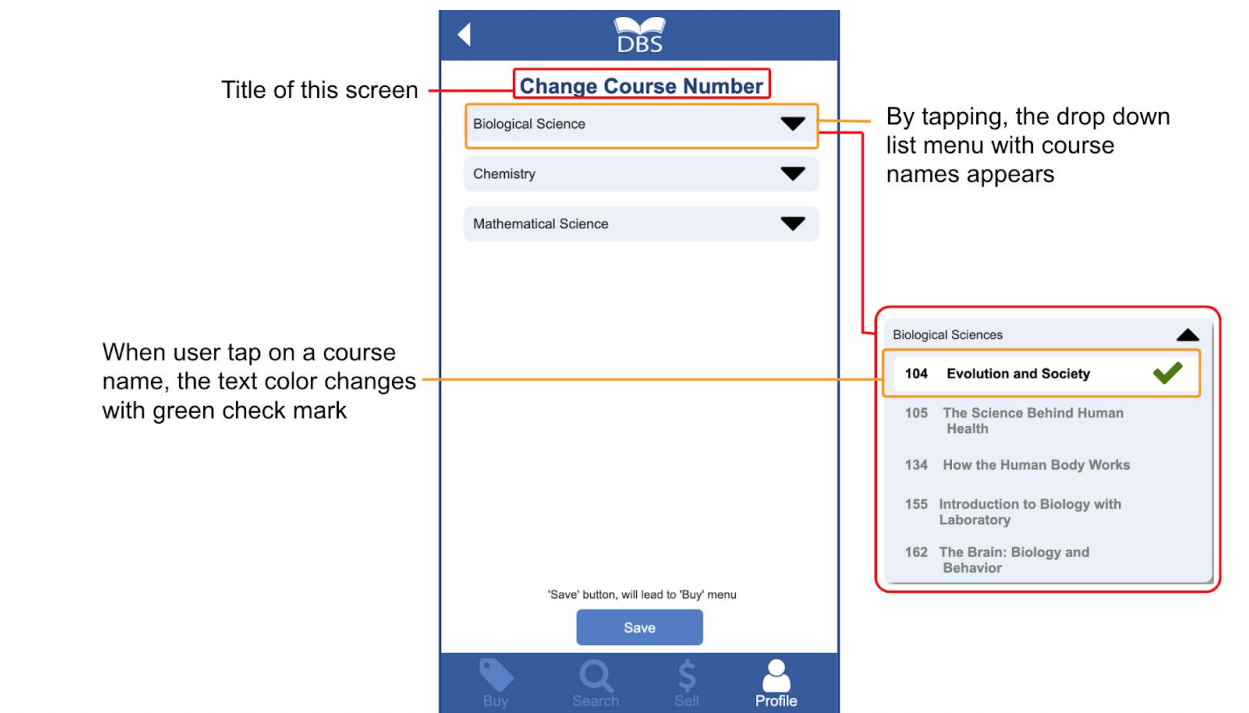 DBS
Title of this screen
Change Course Number
Biological Science
By tapping, the drop down
list menu with course
names appears
Chemistry
Mathematical Science
Biological Sciences
When user tap on a course
name, the text color changes
with green check mark
104 Evolution and Society
105 The Science Behind Human
Health
134 How the Human Body Works
155 Introduction to Biology with
Laboratory
162 The Brain: Biology and
Behavior
'Save' button, will lead to 'Buy' menu
Save
$
Buy Search Sell Profile